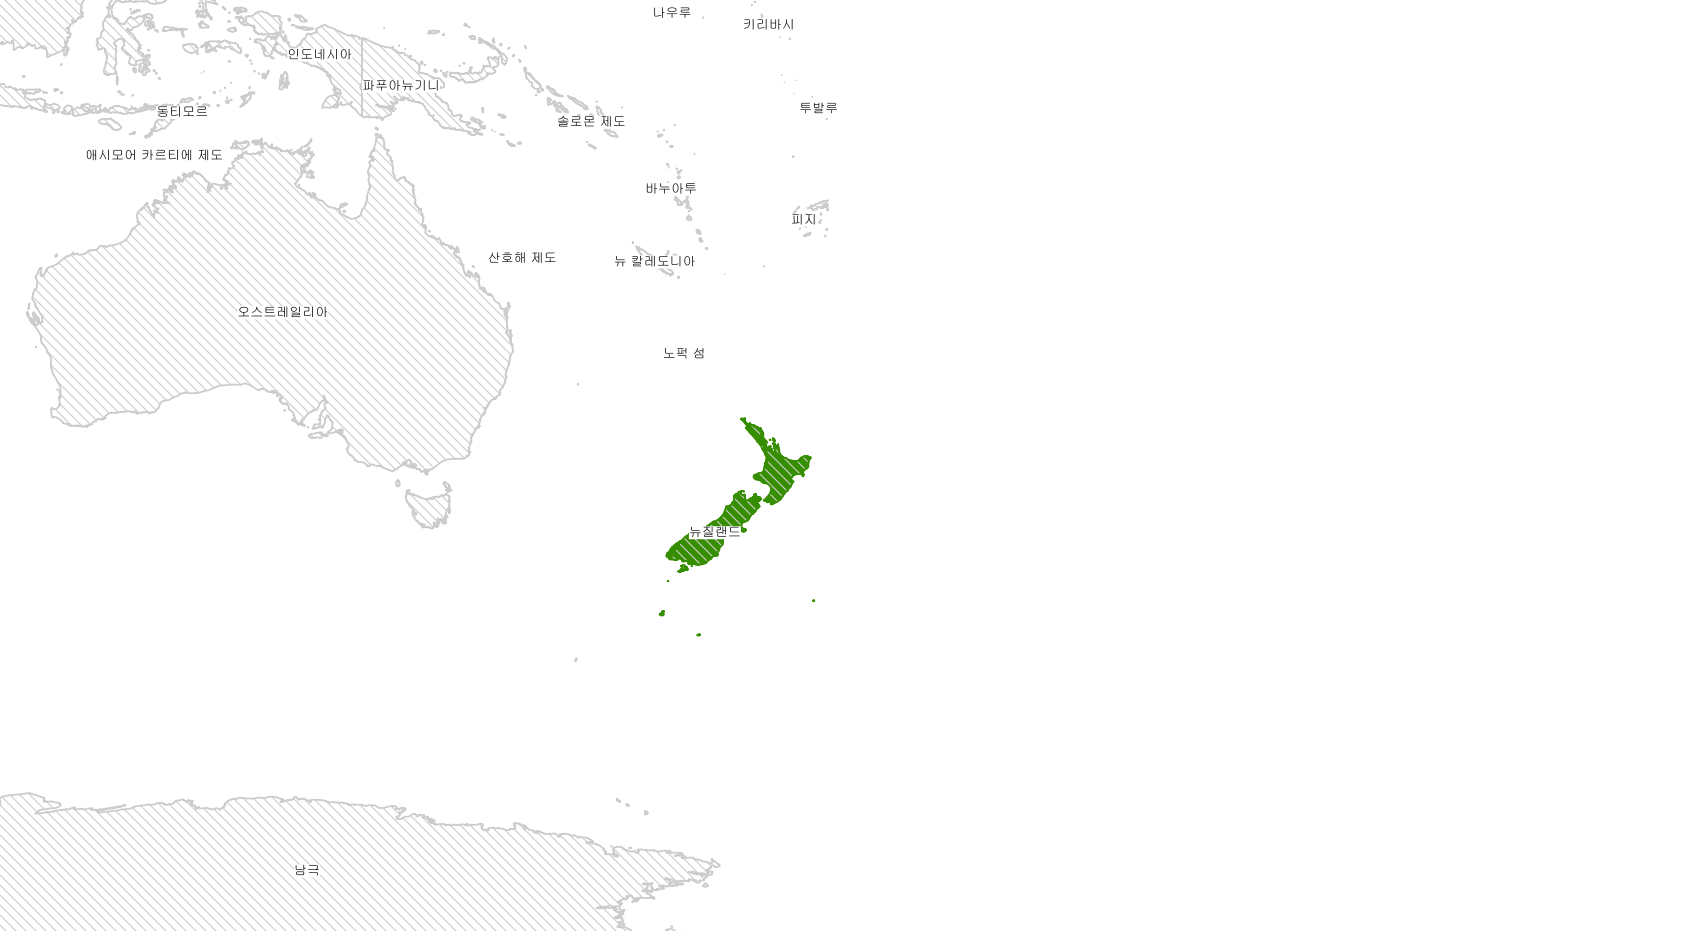 나우루
키리바시
인도네시아
파푸아뉴기니
투발루
동티모르
솔로몬 제도
애시모어 카르티에 제도
바누아투
피지
산호해 제도
뉴 칼레도니아
오스트레일리아
노퍽 섬
뉴질랜드
남극